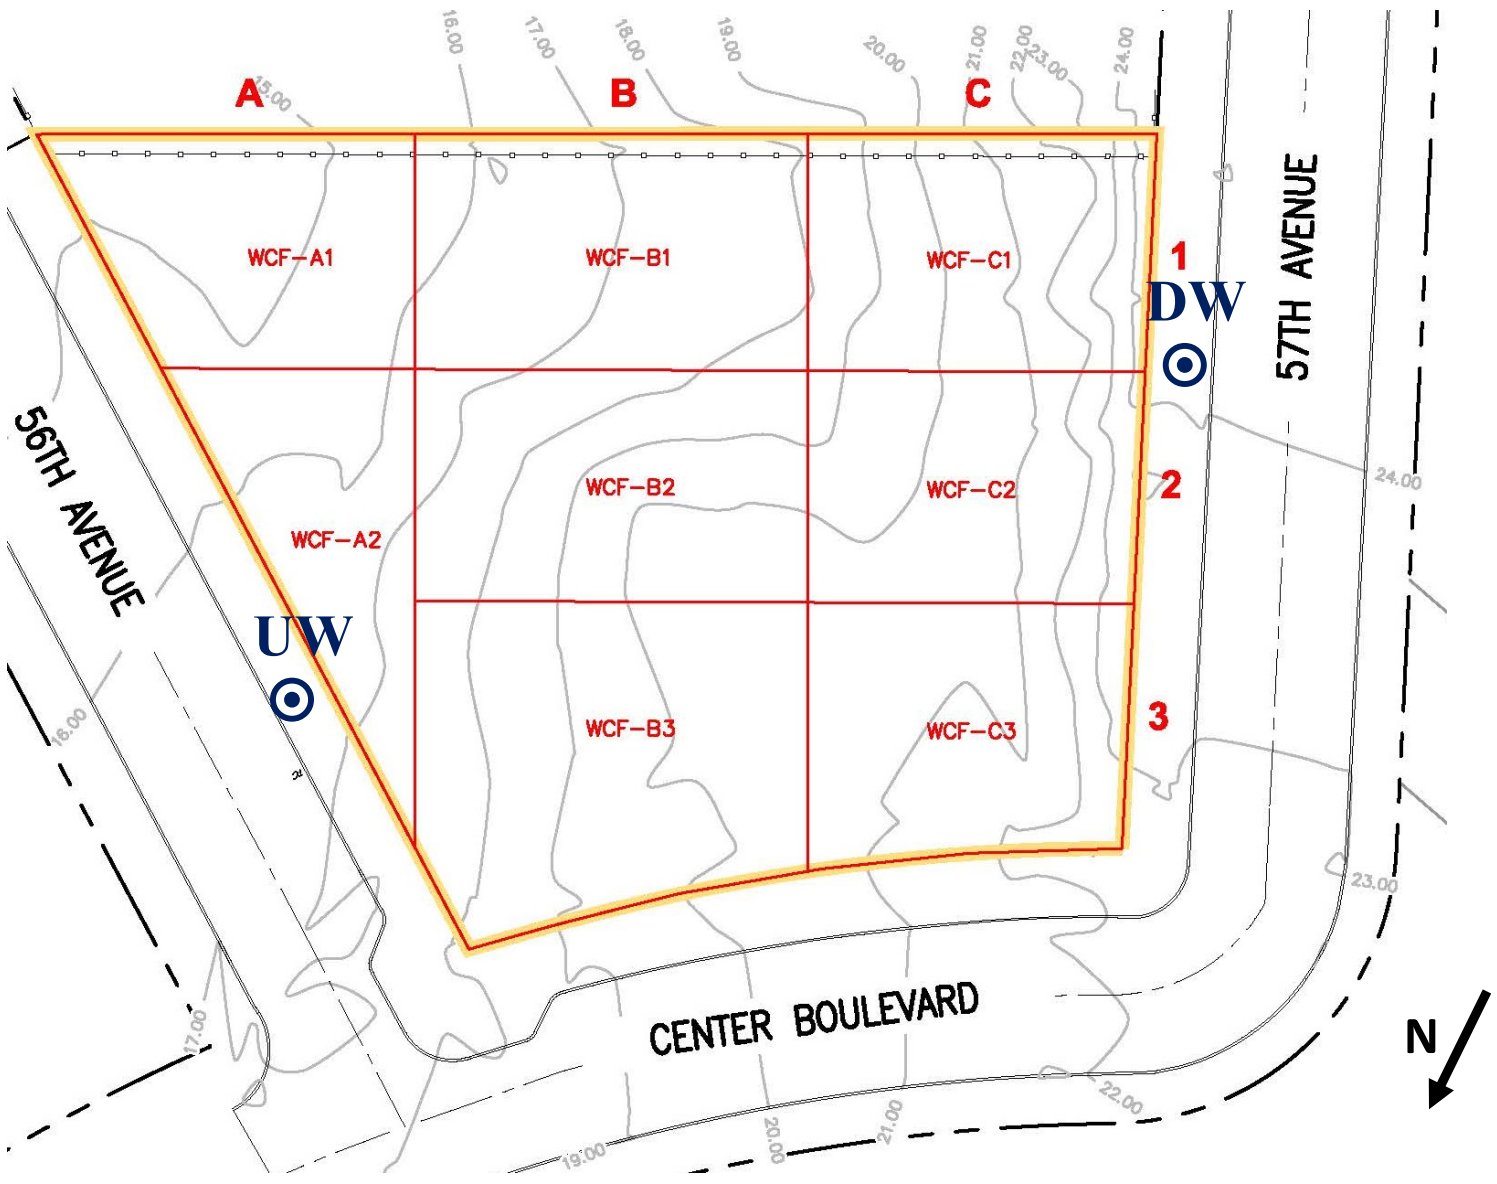 16.00
17.00
18.00
19.00
20.00
21.00
22.00
23.00
24.00
A
15.00
B
C
WCF-A1
WCF-B1
WCF-C1
1
DW
57TH AVENUE
56TH AVENUE
WCF-A2
WCF-B2
WCF-C2
2
24.00
UW
16.00
WCF-B3
WCF-C3
3
23.00
17.00
CENTER BOULEVARD
N
22.00
21.00
20.00
19.00